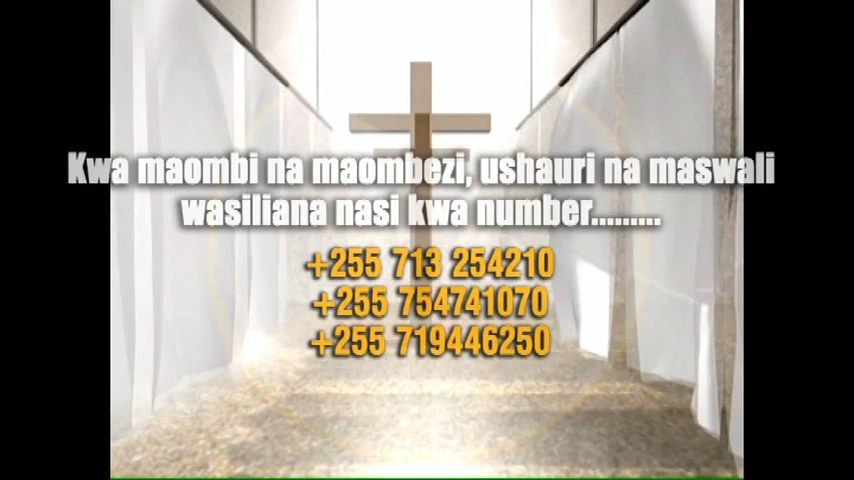 Kwa maombi na maombezi, ushauri na maswali
wasiliana nasi kwa number.........
+255 713 254210
+255 754741070
+255 719446250